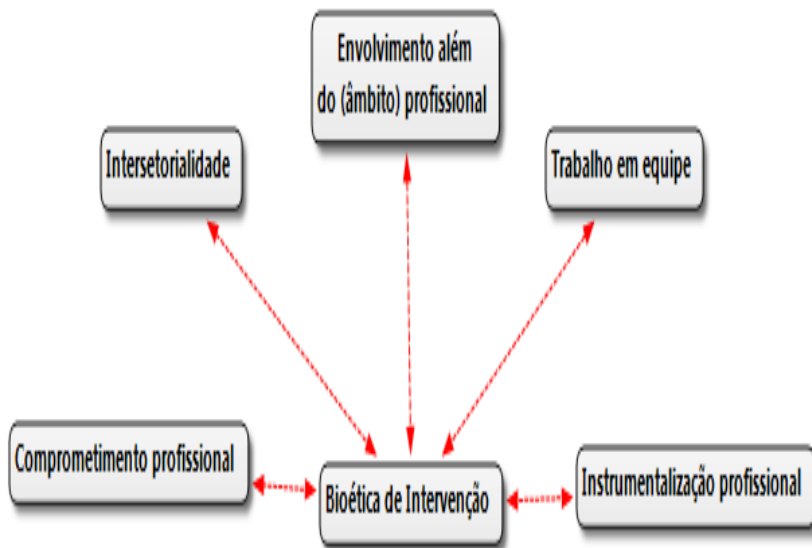 Envolvimento além
do (âmbito) profissional
Intersetorialidade
Trabalho em equipe
Comprometimento profissional
Bioética de Intervenção
Instrumentalização profissional